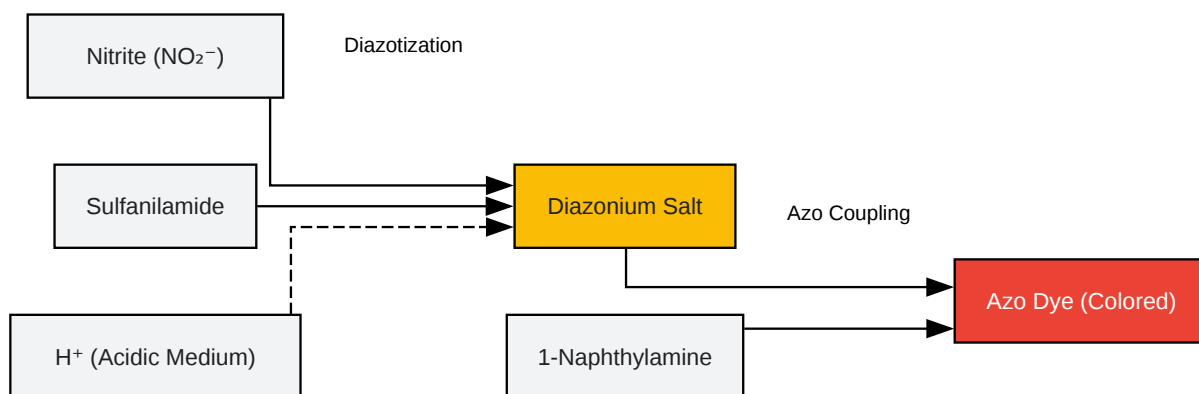 Nitrite (NO₂⁻)
Diazotization
Sulfanilamide
Diazonium Salt
Azo Coupling
Azo Dye (Colored)
H⁺ (Acidic Medium)
1-Naphthylamine